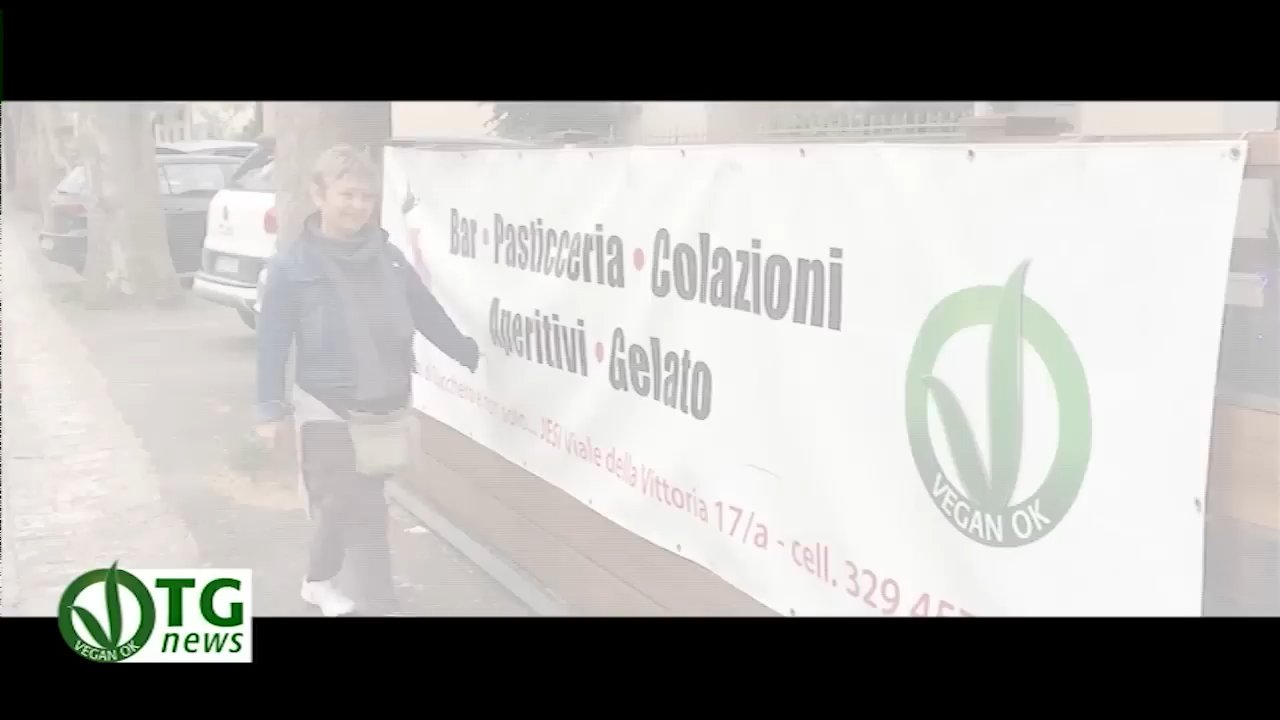 Bar • Pasticceria • Colazioni
Aperitivi • Gelato
JESI Viale della Vittoria 17/a - cell. 329
VEGAN OK
TG
news
VEGAN OK